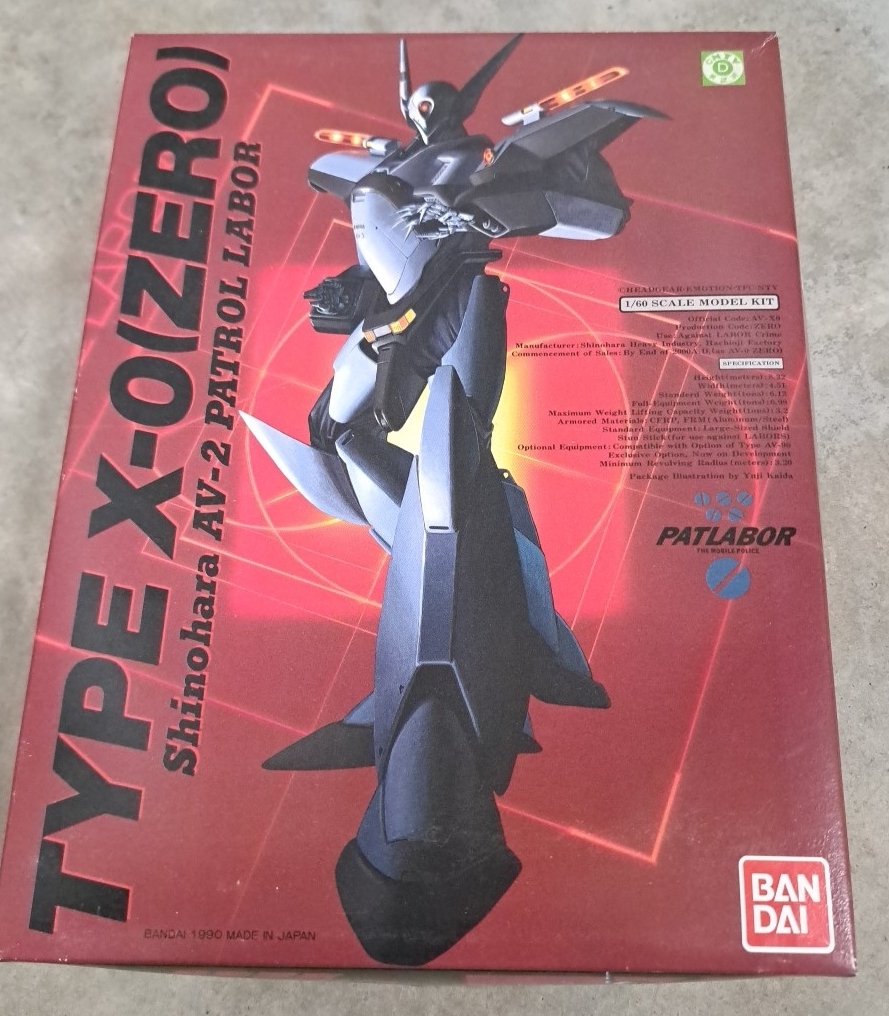 TYPE X-0(ZERO)
Shinohara AV-2 PATROL LABOR
D
CHEADGEAR·EMOTION·TFC·STY
1/60 SCALE MODEL KIT
Official Code: AV-X0
Production Code: ZERO
Use: Against LABOR Crime
Manufacturer: Shinohara Heavy Industry, Hachioji Factory
Commencement of Sales: By End of 2000A.D. (as AV-0 ZERO)
SPECIFICATION
Height(meters): 8.32
Width(meters): 4.51
Standard Weight(tons): 6.12
Full-Equipment Weight(tons): 6.98
Maximum Weight Lifting Capacity Weight(tons): 3.2
Armored Materials: CFRP, FRM (Aluminum/Steel)
Standard Equipment: Large-Sized Shield
Stun Stick(for use against LABORS)
Optional Equipment: Compatible with Option of Type AV-98
Exclusive Option, Now on Development
Minimum Revolving Radius(meters): 3.20
Package Illustration by Yuji Kaida
PATLABOR
THE MOBILE POLICE
BAN
DAI
BANDAI 1990 MADE IN JAPAN